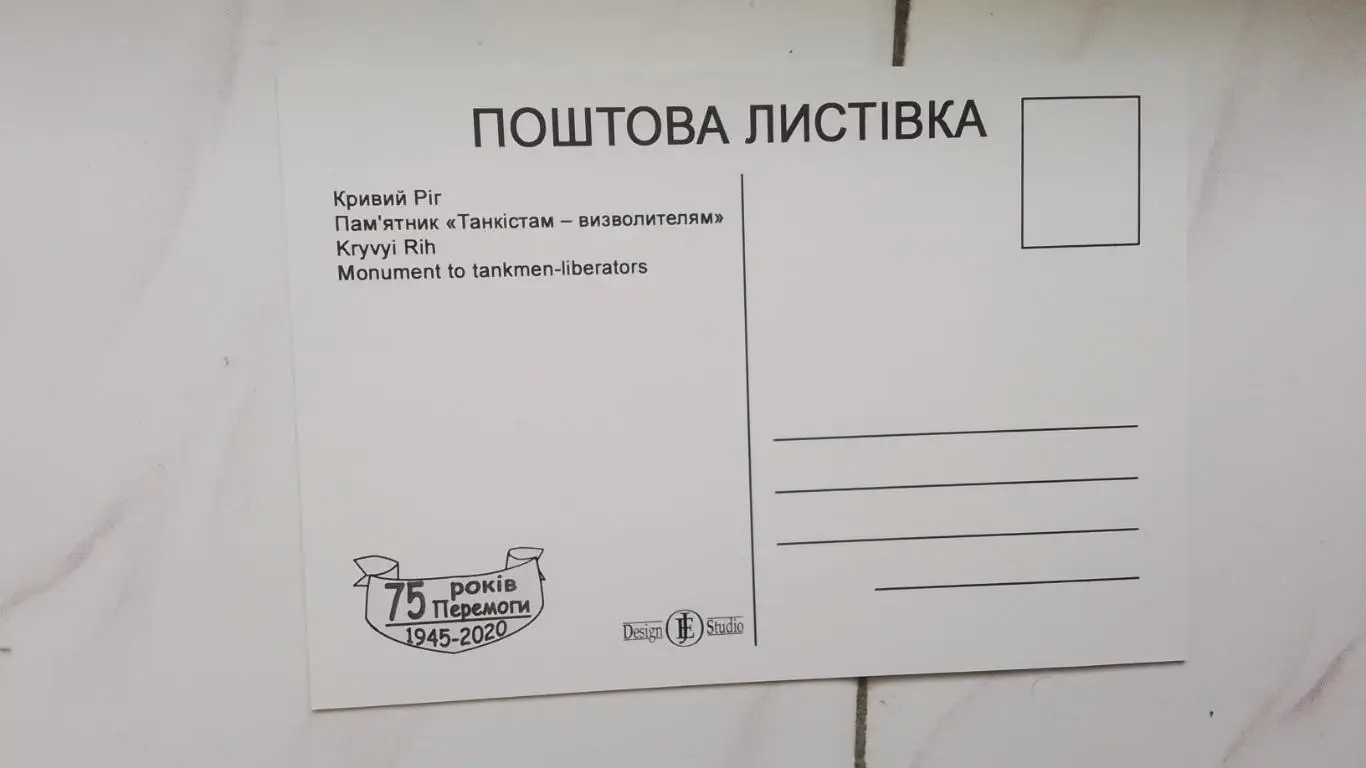 ПОШТОВА ЛИСТІВКА
Кривий Ріг
Пам'ятник «Танкістам – визволителям»
Kryvyi Rih
Monument to tankmen-liberators
75 років
Перемоги
1945-2020
Design Studio